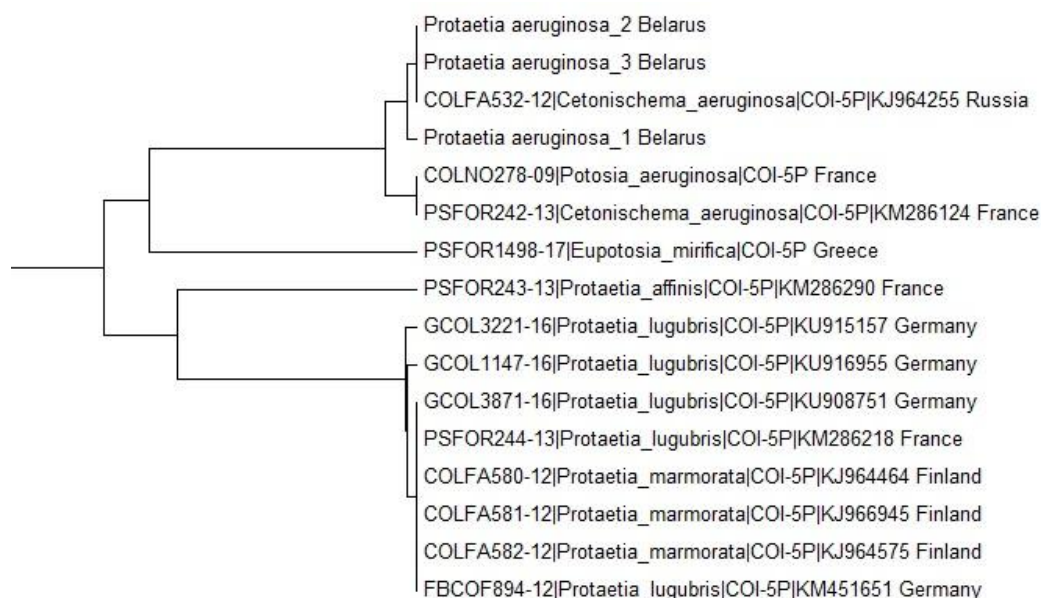 Protaetia aeruginosa_2 Belarus
Protaetia aeruginosa_3 Belarus
COLFA532-12|Cetonischema_aeruginosa|COI-5P|KJ964255 Russia
Protaetia aeruginosa_1 Belarus
COLNO278-09|Potosia_aeruginosa|COI-5P France
PSFOR242-13|Cetonischema_aeruginosa|COI-5P|KM286124 France
PSFOR1498-17|Eupotosia_mirifica|COI-5P Greece
PSFOR243-13|Protaetia_affinis|COI-5P|KM286290 France
GCOL3221-16|Protaetia_lugubris|COI-5P|KU915157 Germany
GCOL1147-16|Protaetia_lugubris|COI-5P|KU916955 Germany
GCOL3871-16|Protaetia_lugubris|COI-5P|KU908751 Germany
PSFOR244-13|Protaetia_lugubris|COI-5P|KM286218 France
COLFA580-12|Protaetia_marmorata|COI-5P|KJ964464 Finland
COLFA581-12|Protaetia_marmorata|COI-5P|KJ966945 Finland
COLFA582-12|Protaetia_marmorata|COI-5P|KJ964575 Finland
FBCOF894-12|Protaetia_lugubris|COI-5P|KM451651 Germany